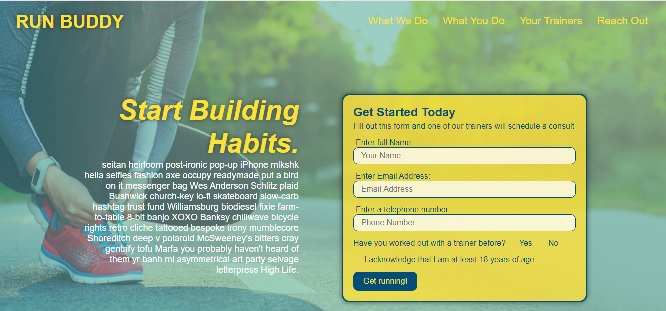 RUN BUDDY
What We Do What You Do Your Trainers Reach Out
Start Building
Habits.
seitan heirloom post-ironic pop-up iPhone mlkshk
hella selfies fashion axe occupy readymade put a bird
on it messenger bag Wes Anderson Schlitz plaid
Bushwick church-key lo-fi skateboard slow-carb
hashtag trust fund Williamsburg biodiesel fixie farm-
to-table 8-bit banjo XOXO Banksy chillwave bicycle
rights retro cliche tattooed bespoke irony mumblecore
Shoreditch deep v polaroid McSweeney's bitters cray
gentrify tofu Marfa you probably haven't heard of
them yr banh mi asymmetrical art party selvage
letterpress High Life.
Get Started Today
Fill out this form and one of our trainers will schedule a consult
Enter full Name
Your Name
Enter Email Address:
Email Address
Enter a telephone number
Phone Number
Have you worked out with a trainer before? Yes No
I acknowledge that I am at least 18 years of age
Get running!